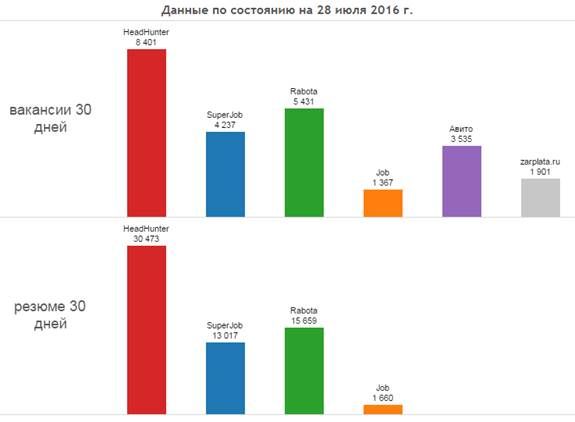 Данные по состоянию на 28 июля 2016 г.
вакансии 30
дней
HeadHunter
8 401
SuperJob
4 237
Rabota
5 431
Job
1 367
Авито
3 535
zarplata.ru
1 901
резюме 30
дней
HeadHunter
30 473
SuperJob
13 017
Rabota
15 659
Job
1 660